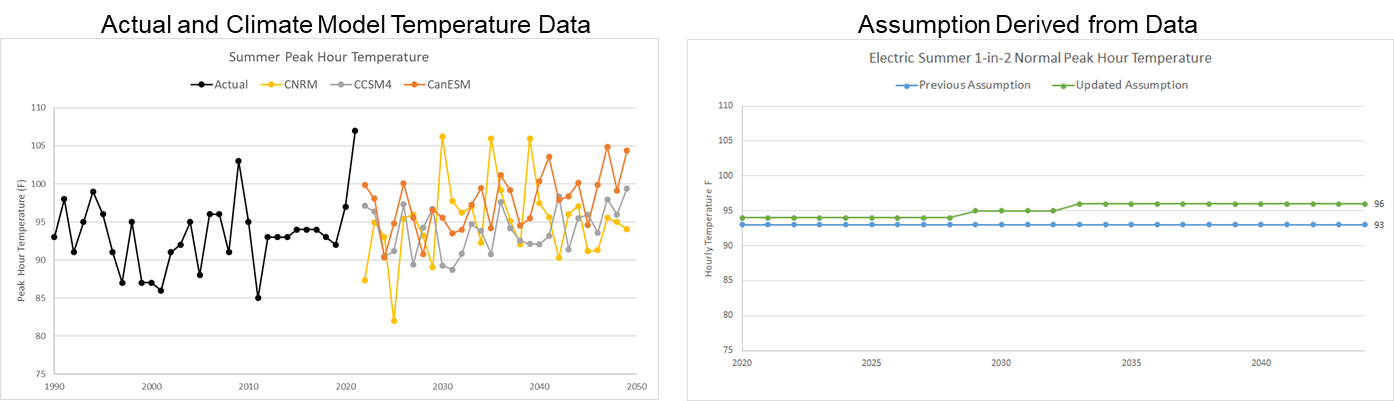 Actual and Climate Model Temperature Data
Summer Peak Hour Temperature
Actual CNRM CCSM4 CanESM
Peak Hour Temperature (F)
110
105
100
95
90
85
80
75
1990 2000 2010 2020 2030 2040 2050
Assumption Derived from Data
Electric Summer 1-in-2 Normal Peak Hour Temperature
Previous Assumption Updated Assumption
Hourly Temperature F
110
105
100
95
90
85
80
75
96
93
2020 2025 2030 2035 2040